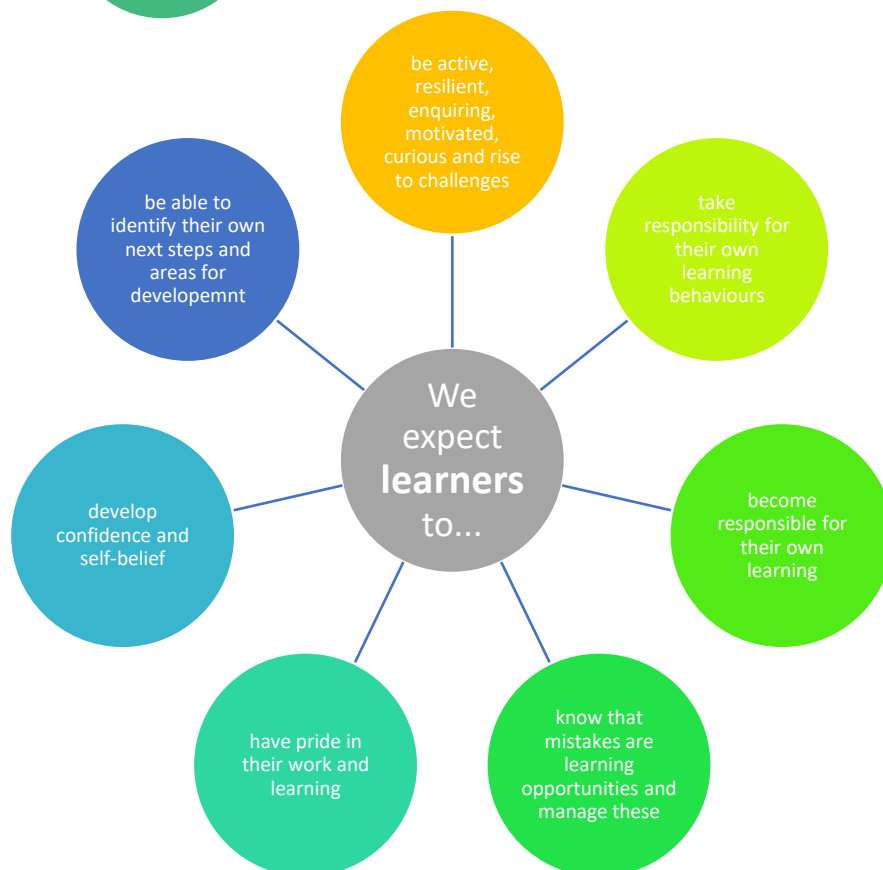 be active,
resilient,
enquiring,
motivated,
curious and rise
to challenges
take
responsibility for
their own
learning
behaviours
become
responsible for
their own
learning
know that
mistakes are
learning
opportunities and
manage these
have pride in
their work and
learning
develop
confidence and
self-belief
be able to
identify their own
next steps and
areas for
developemnt
We
expect
learners
to...